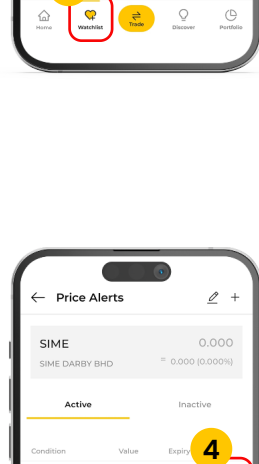 Home Watchlist Trade Discover Portfolio
Price Alerts
SIME 0.000
SIME DARBY BHD = 0.000 (0.000%)
Active Inactive
Condition Value Expiry
4